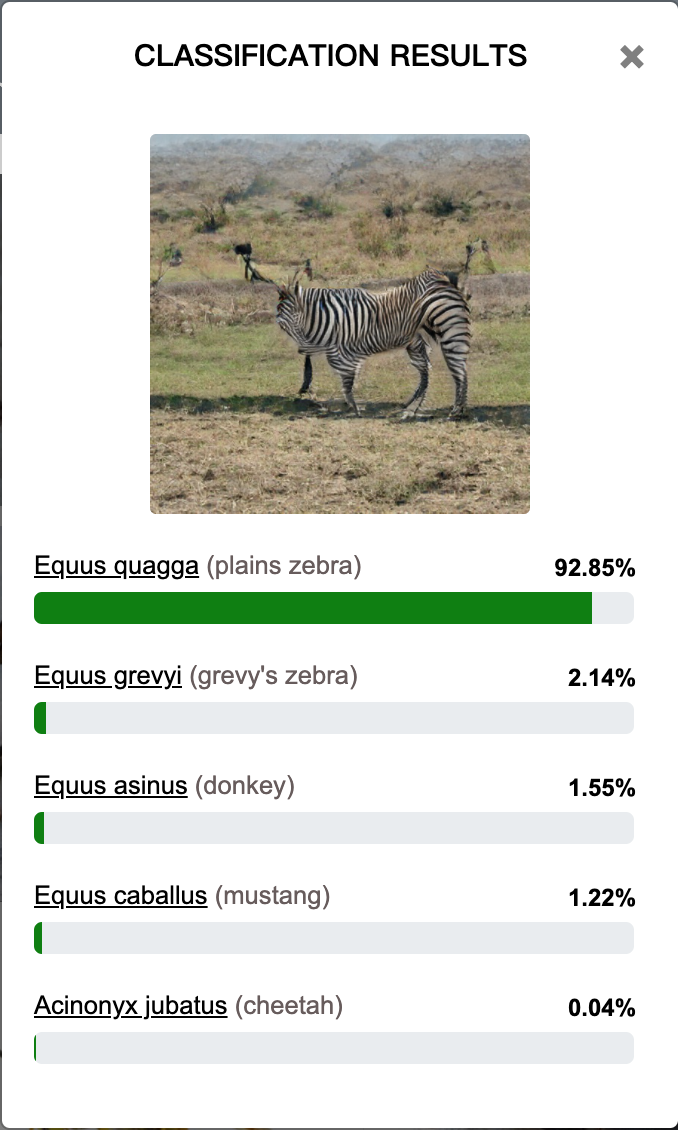 CLASSIFICATION RESULTS ✖
Equus quagga (plains zebra) 92.85%
Equus grevyi (grevy's zebra) 2.14%
Equus asinus (donkey) 1.55%
Equus caballus (mustang) 1.22%
Acinonyx jubatus (cheetah) 0.04%